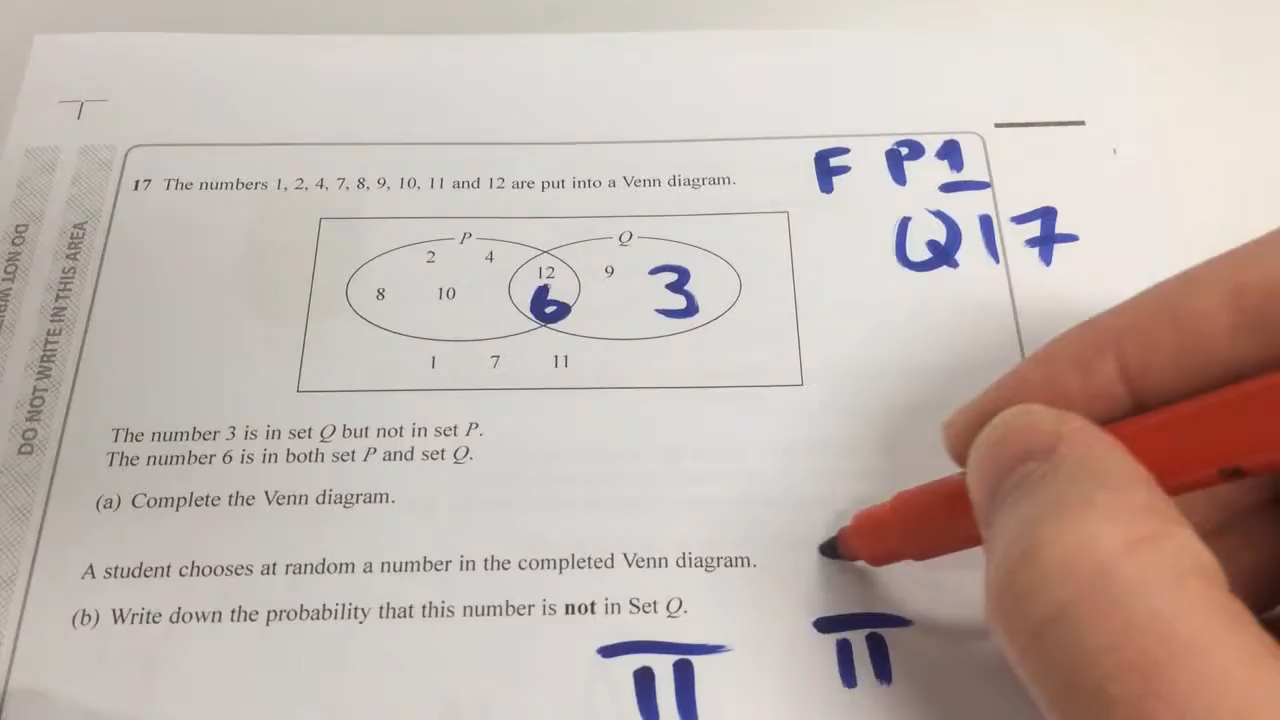 F P1
Q17
17 The numbers 1, 2, 4, 7, 8, 9, 10, 11 and 12 are put into a Venn diagram.
P Q
2 4 12 9
8 10 6 3
1 7 11
The number 3 is in set Q but not in set P.
The number 6 is in both set P and set Q.
(a) Complete the Venn diagram.
A student chooses at random a number in the completed Venn diagram.
(b) Write down the probability that this number is not in Set Q.
11 11
DO NOT WRITE IN THIS AREA
DO NOT